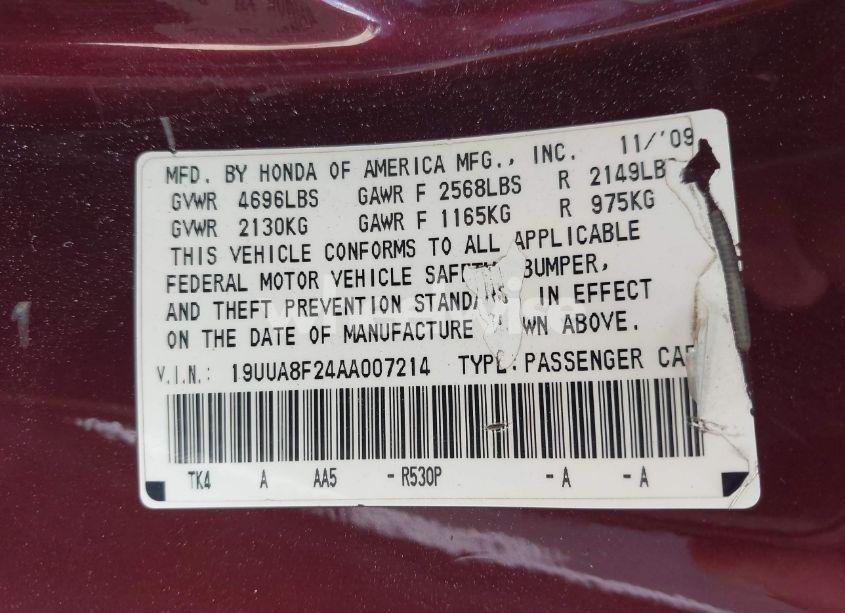 MFD. BY HONDA OF AMERICA MFG., INC. 11/'09
GVWR 4696LBS GAWR F 2568LBS R 2149LB
GVWR 2130KG GAWR F 1165KG R 975KG
THIS VEHICLE CONFORMS TO ALL APPLICABLE
FEDERAL MOTOR VEHICLE BUMPER,
AND THEFT PREVENTION IN EFFECT
ON THE DATE OF MANUFACTURE ABOVE.
V.I.N.: 19UUA8F24AA007214 TYPE:PASSENGER
TK4 A AA5 -R530P -A -A